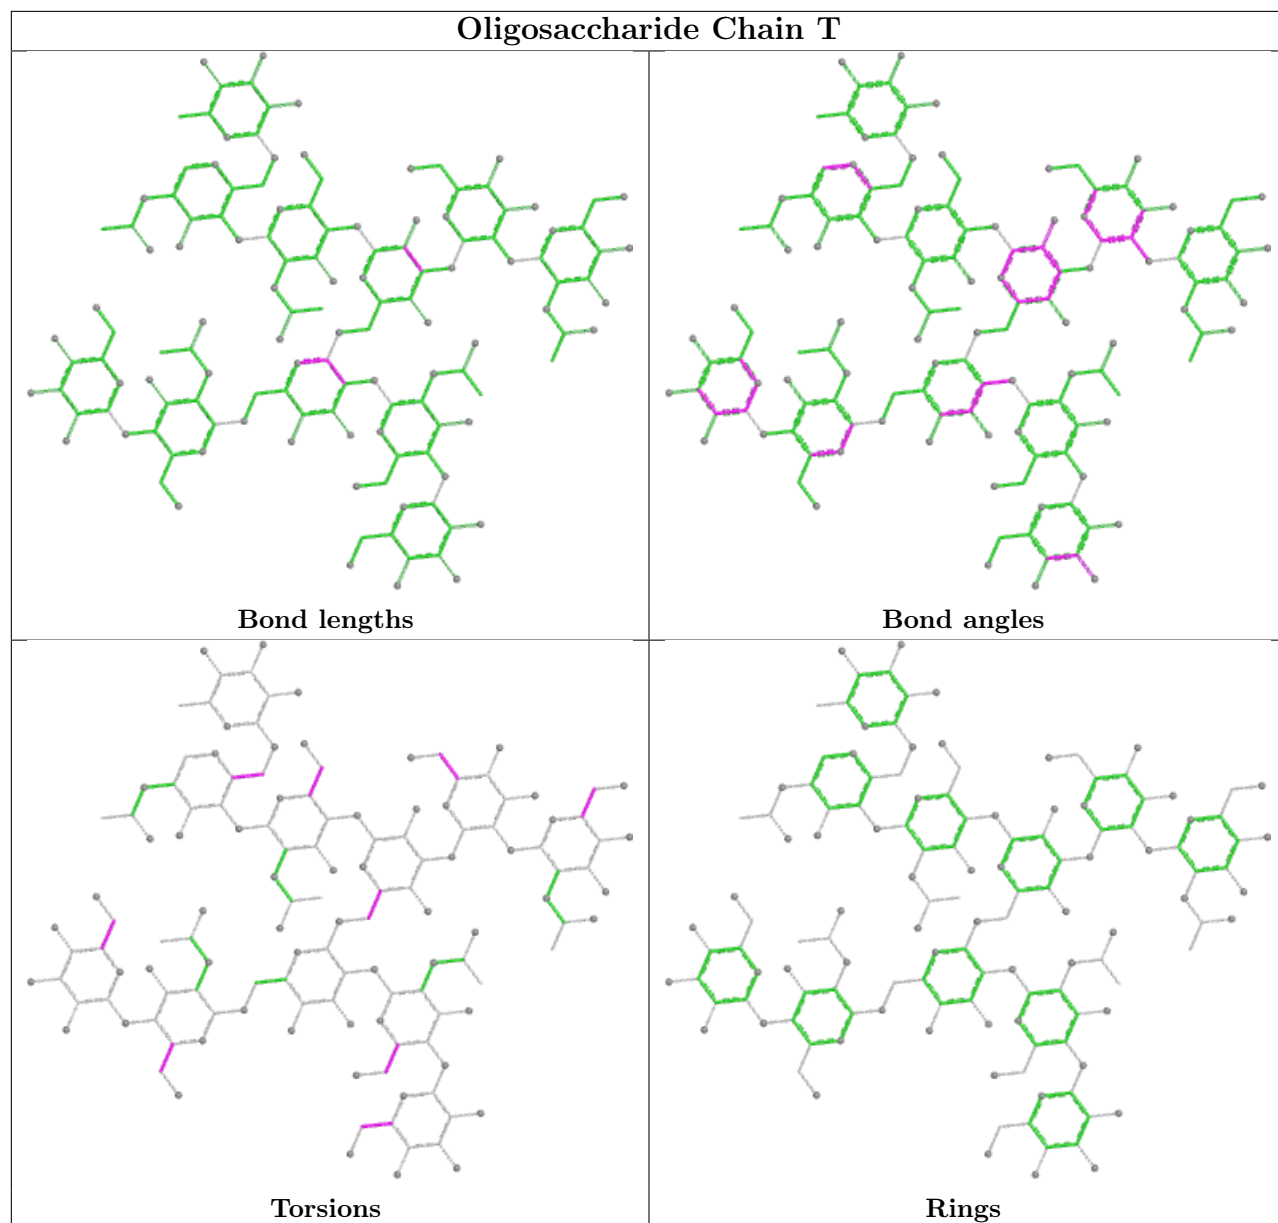 Oligosaccharide Chain T
Bond lengths
Bond angles
Torsions
Rings